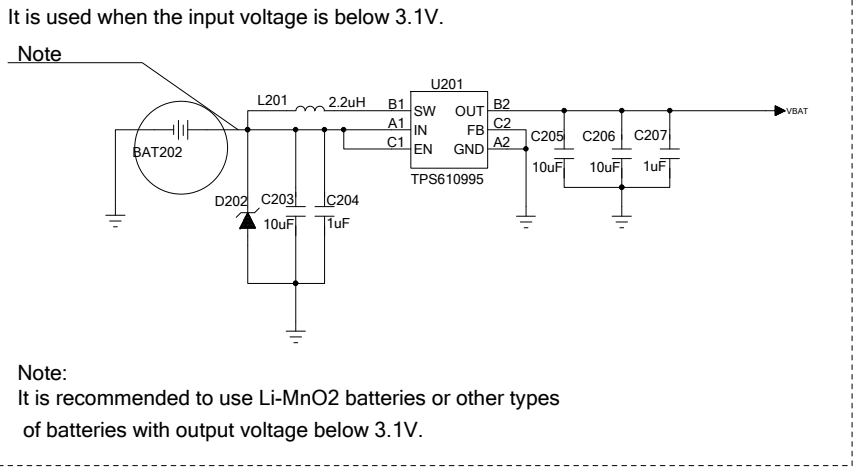 It is used when the input voltage is below 3.1V.
Note
U201
L201 2.2uH B1 SW OUT B2
A1 IN FB C2
C1 EN GND A2
TPS610995
VBAT
BAT202
C205 C206 C207
10uF 10uF 1uF
D202 C203 C204
10uF 1uF
Note:
It is recommended to use Li-MnO2 batteries or other types
of batteries with output voltage below 3.1V.